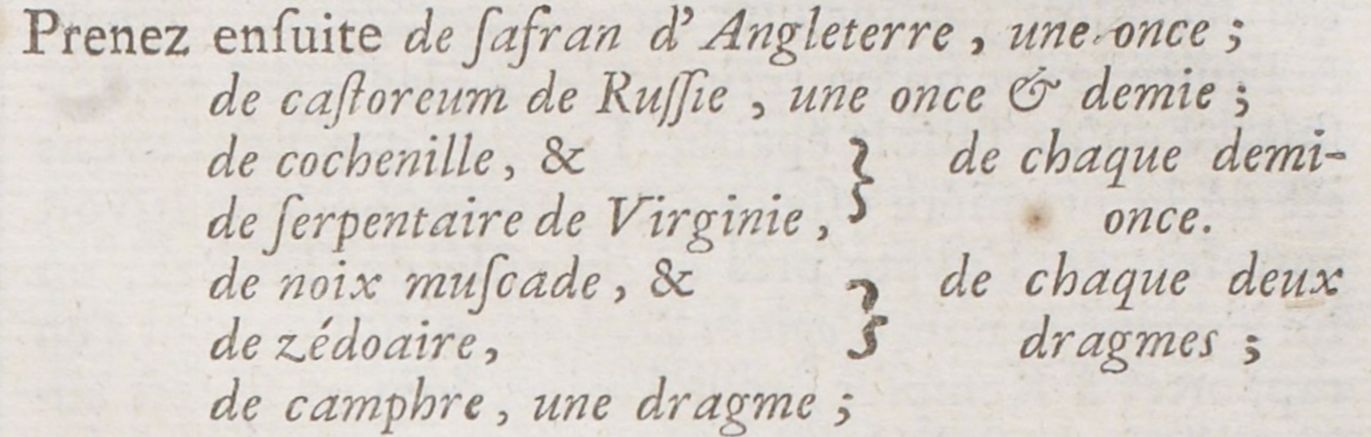 Prenez enſuite de ſafran d'Angleterre, une once;
de caſtoreum de Ruſſie, une once & demie;
de cochenille, & } de chaque demi-
de ſerpentaire de Virginie, } once.
de noix muſcade, & } de chaque deux
de zédoaire, } dragmes;
de camphre, une dragme;